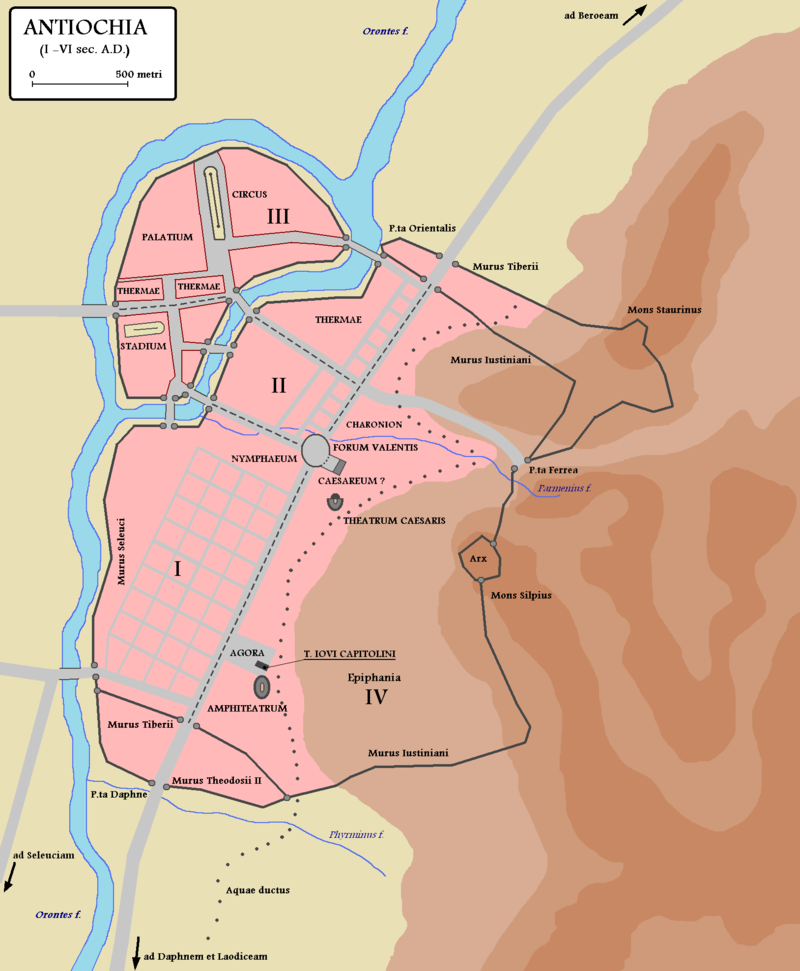 ANTIOCHIA
(I -VI sec. A.D.)
0 500 metri
Orontes f.
ad Beroeam
CIRCUS
III
PALATIUM
P.ta Orientalis
Murus Tiberii
THERMAE
THERMAE
THERMAE
Mons Staurinus
STADIUM
Murus Iustiniani
II
CHARONION
FORUM VALENTIS
NYMPHAEUM
P.ta Ferrea
CAESAREUM ?
Parmenius f.
THEATRUM CAESARIS
Murus Seleuci
Arx
I
Mons Silpius
AGORA
T. IOVI CAPITOLINI
Epiphania
IV
AMPHITEATRUM
Murus Tiberii
Murus Iustiniani
Murus Theodosii II
P.ta Daphne
Phyrminus f.
ad Seleuciam
Aquae ductus
Orontes f.
ad Daphnem et Laodiceam